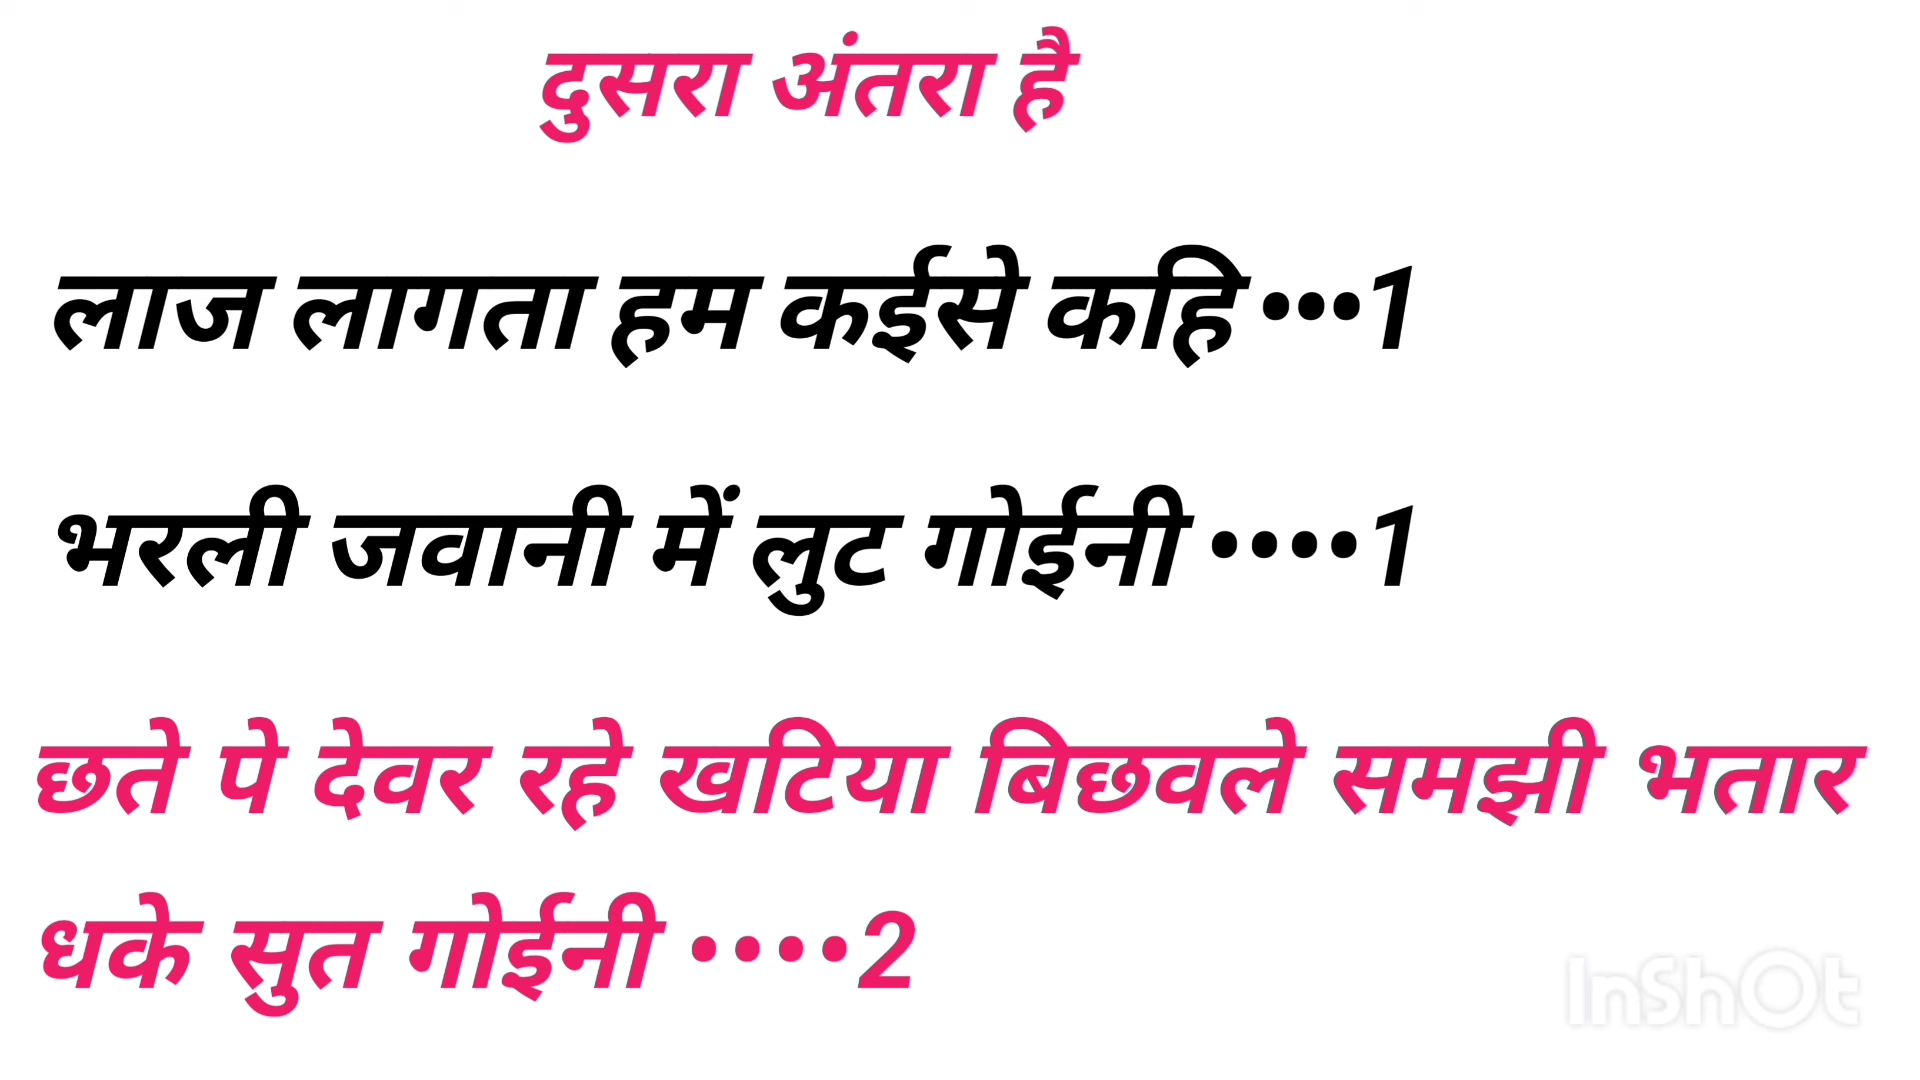 दुसरा अंतरा है
लाज लागता हम कईसे कहि •••1
भरली जवानी में लुट गोईनी ••••1
छते पे देवर रहे खटिया बिछवले समझी भतार
धके सुत गोईनी ••••2
InShOt